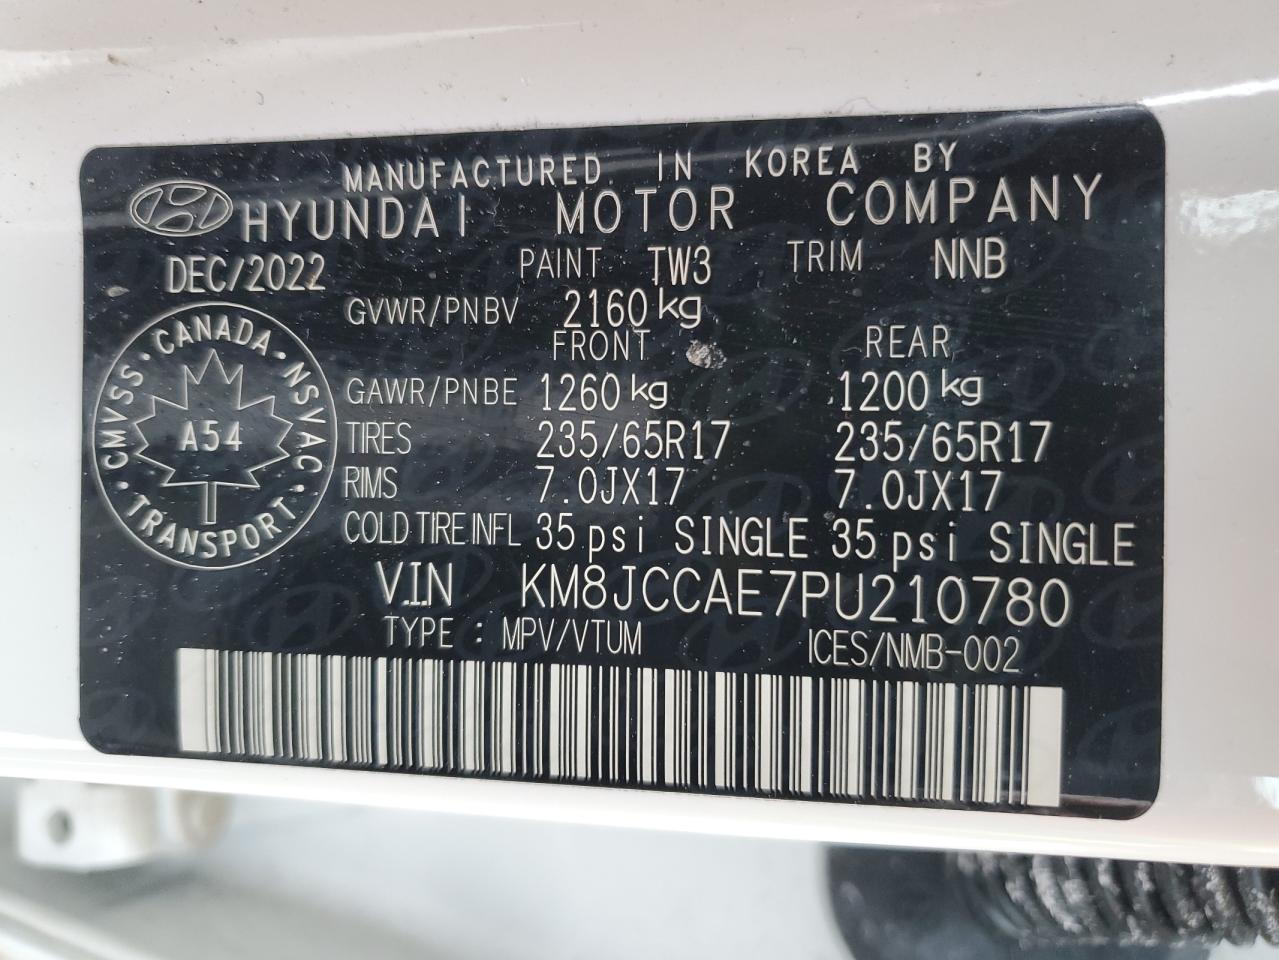 MANUFACTURED IN KOREA BY
HYUNDAI MOTOR COMPANY
DEC/2022 PAINT TW3 TRIM NNB
GVWR/PNBV 2160 kg
FRONT REAR
GAWR/PNBE 1260 kg 1200 kg
TIRES 235/65R17 235/65R17
RIMS 7.0JX17 7.0JX17
COLD TIRE INFL 35 psi SINGLE 35 psi SINGLE
V.I.N KM8JCCAE7PU210780
TYPE : MPV/VTUM ICES/NMB-002
CANADA · NSVAC · TRANSPORT · CMVSS
A54